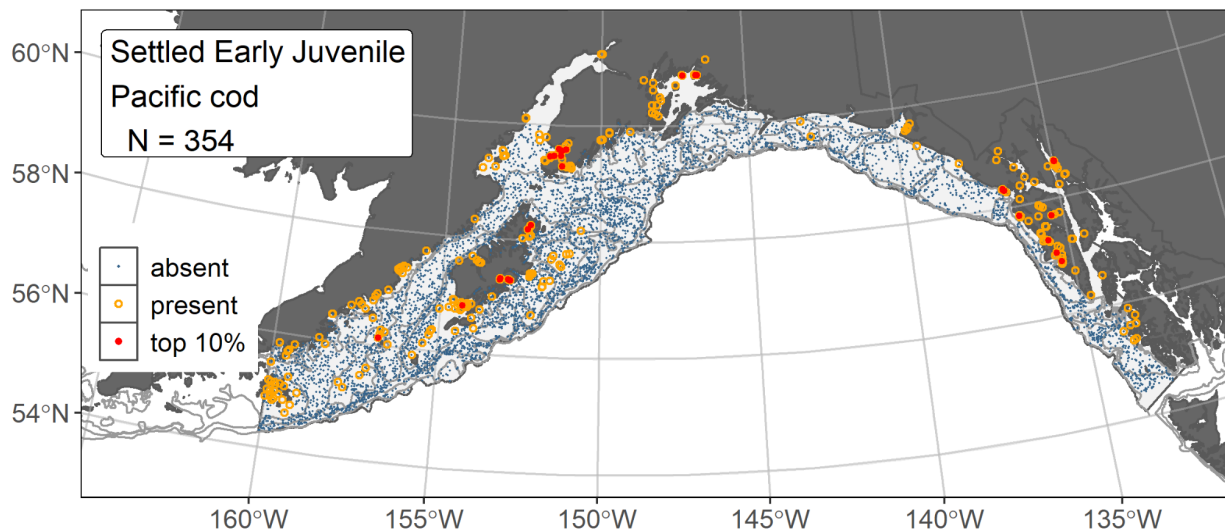 Settled Early Juvenile
Pacific cod
N = 354
60°N
58°N
56°N
54°N
absent
present
top 10%
160°W
155°W
150°W
145°W
140°W
135°W